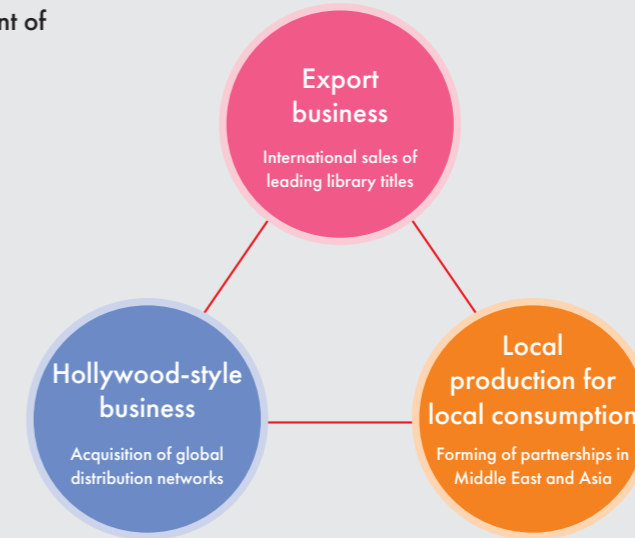 nt of
Export
business
International sales of
leading library titles
Hollywood-style
business
Acquisition of global
distribution networks
Local
production for
local consumption
Forming of partnerships in
Middle East and Asia